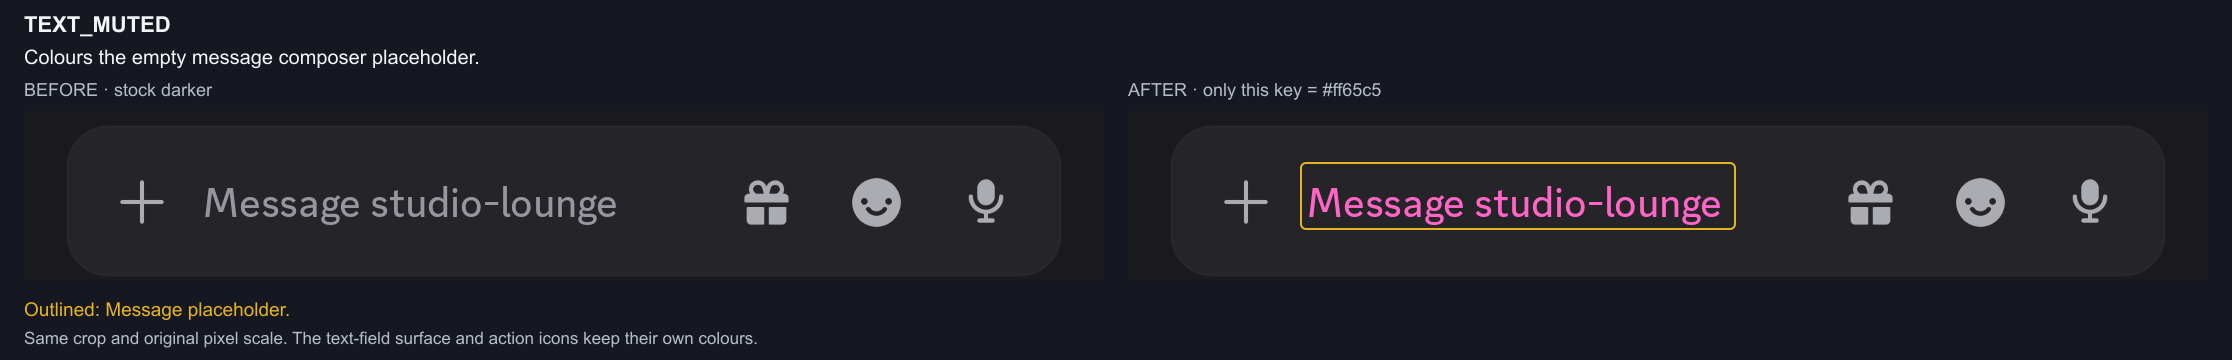 TEXT_MUTED
Colours the empty message composer placeholder.
BEFORE · stock darker
AFTER · only this key = #ff65c5
Message studio-lounge
Message studio-lounge
Outlined: Message placeholder.
Same crop and original pixel scale. The text-field surface and action icons keep their own colours.